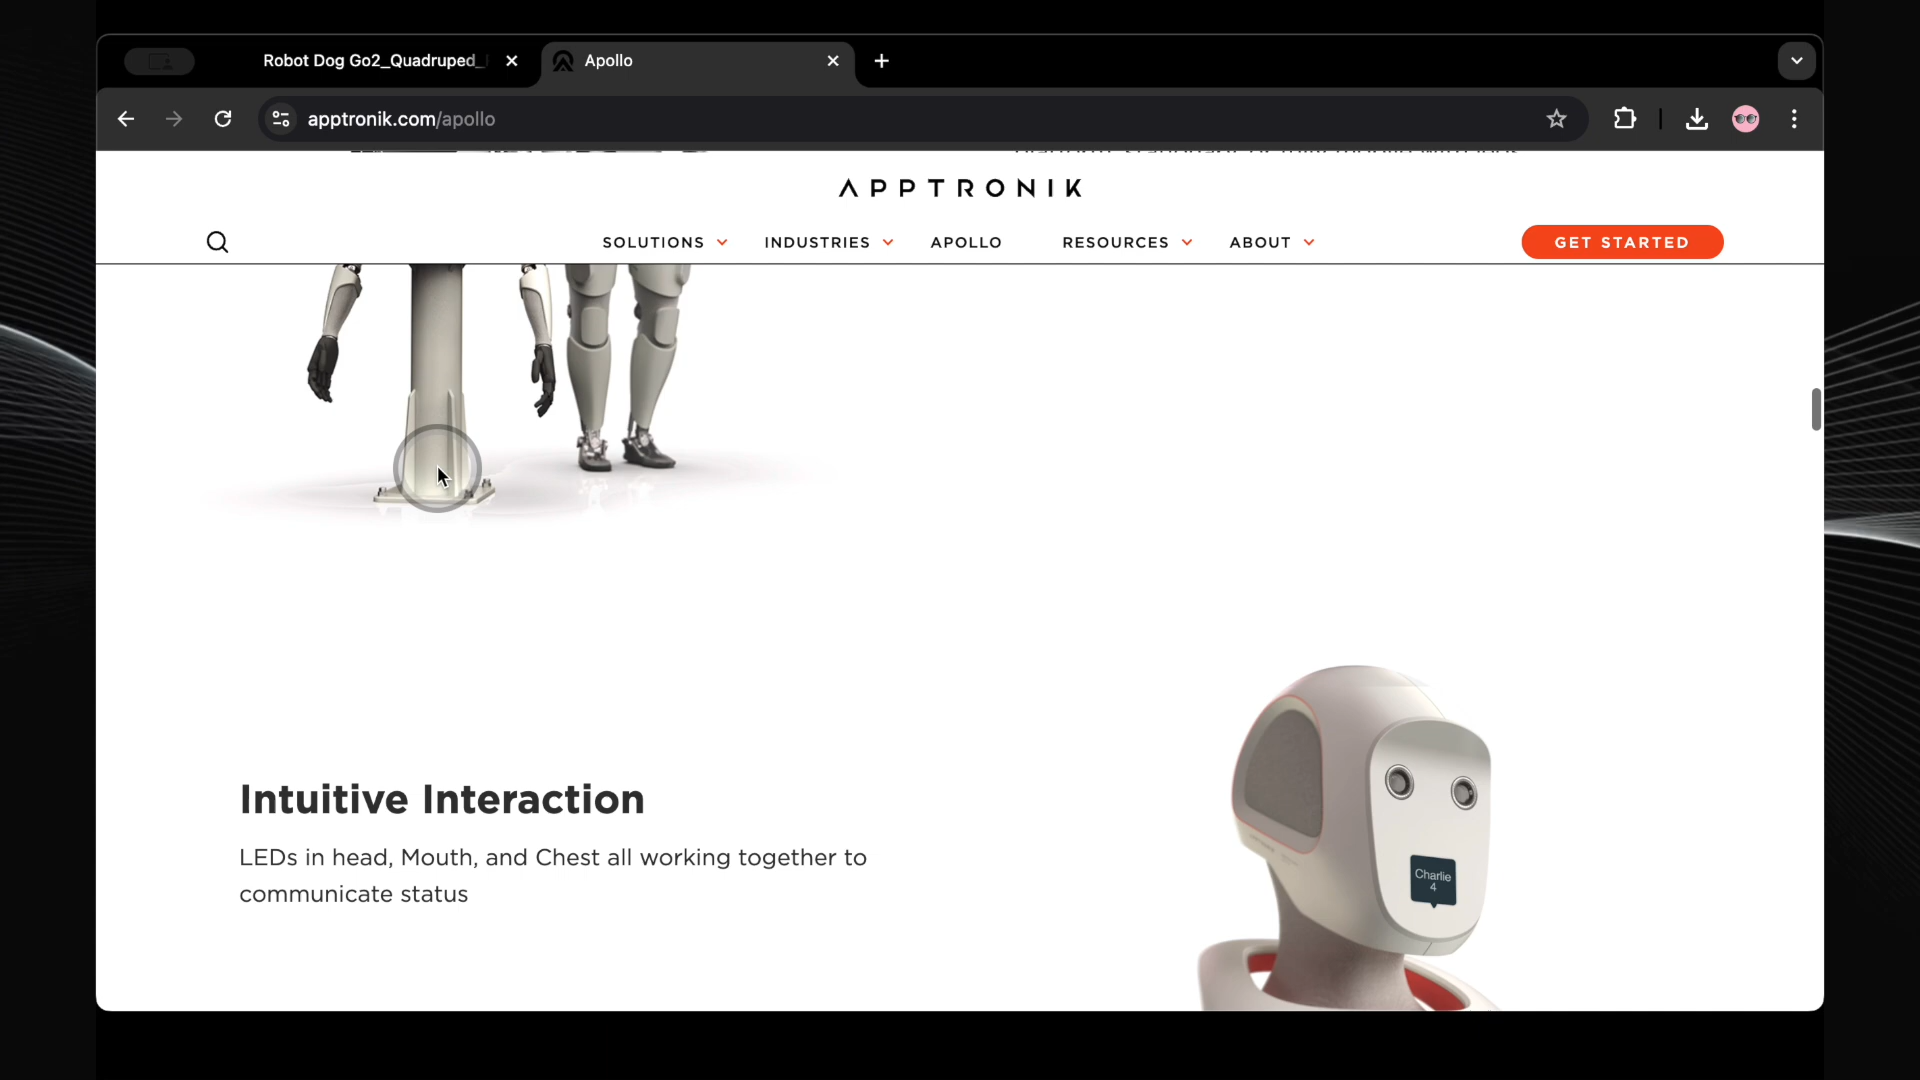 Robot Dog Go2_Quadruped_
Apollo
apptronik.com/apollo
APPTRONIK
SOLUTIONS
INDUSTRIES
APOLLO
RESOURCES
ABOUT
GET STARTED
Intuitive Interaction
LEDs in head, Mouth, and Chest all working together to
communicate status
Charlie
4